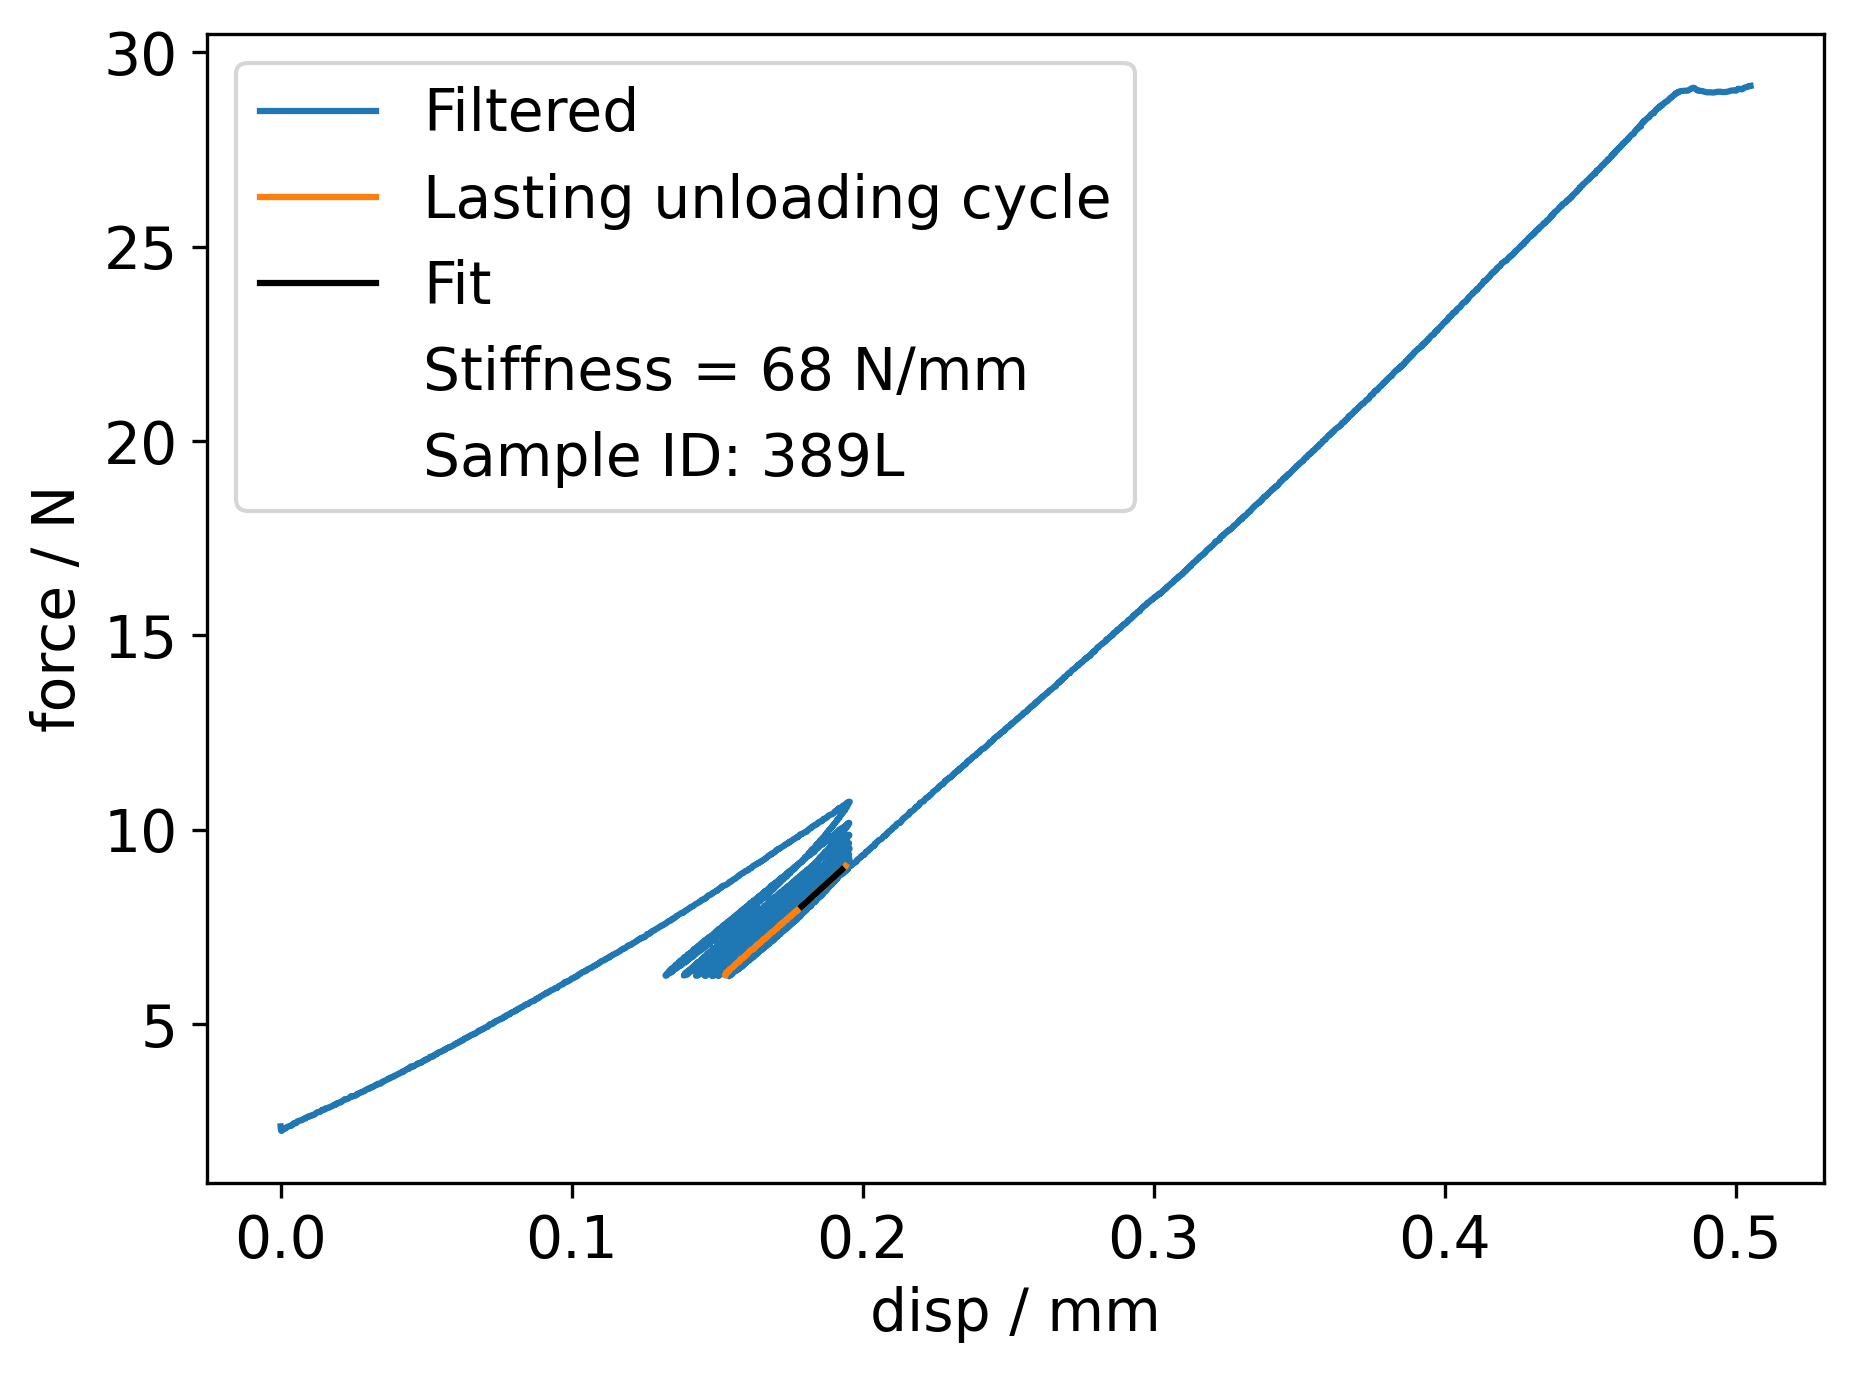 30
25
20
15
10
5
force / N
Filtered
Lasting unloading cycle
Fit
Stiffness = 68 N/mm
Sample ID: 389L
0.0 0.1 0.2 0.3 0.4 0.5
disp / mm